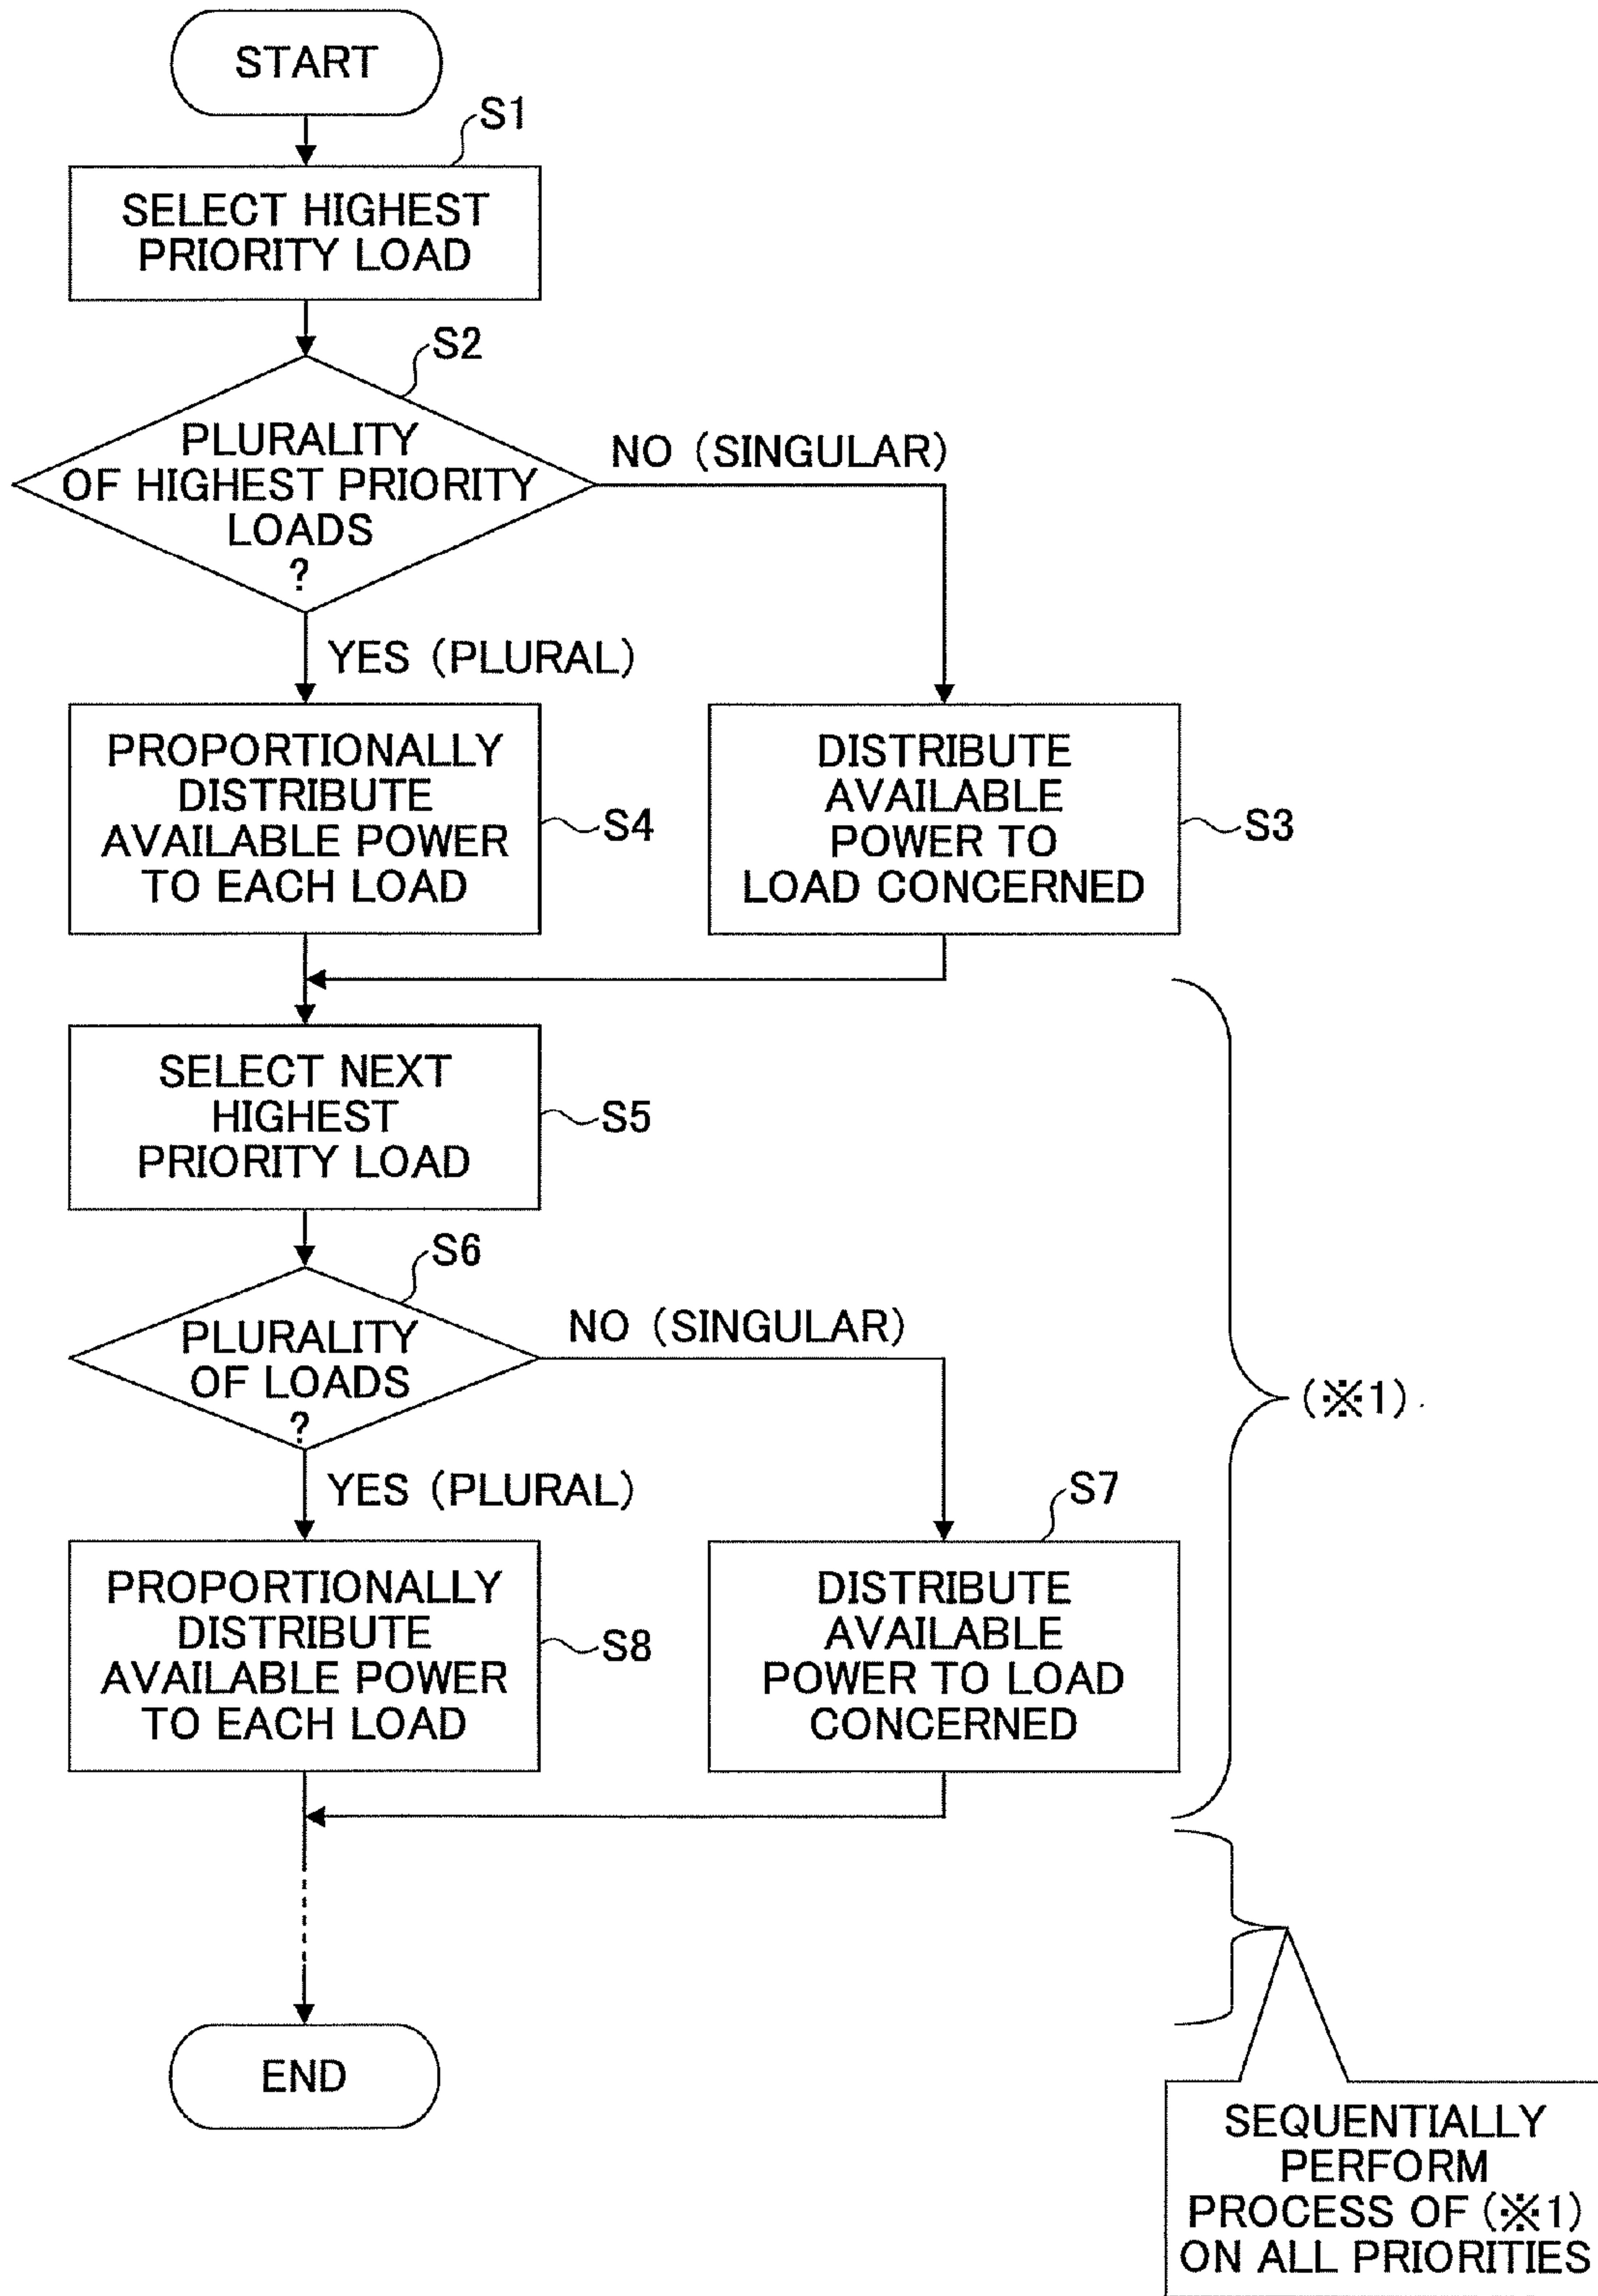 START
S1
SELECT HIGHEST
PRIORITY LOAD
S2
PLURALITY
OF HIGHEST PRIORITY
LOADS
?
NO (SINGULAR)
YES (PLURAL)
PROPORTIONALLY
DISTRIBUTE
AVAILABLE POWER
TO EACH LOAD
S4
DISTRIBUTE
AVAILABLE
POWER TO
LOAD CONCERNED
S3
SELECT NEXT
HIGHEST
PRIORITY LOAD
S5
S6
PLURALITY
OF LOADS
?
NO (SINGULAR)
(※1)
YES (PLURAL)
S7
PROPORTIONALLY
DISTRIBUTE
AVAILABLE POWER
TO EACH LOAD
S8
DISTRIBUTE
AVAILABLE
POWER TO LOAD
CONCERNED
END
SEQUENTIALLY
PERFORM
PROCESS OF (※1)
ON ALL PRIORITIES